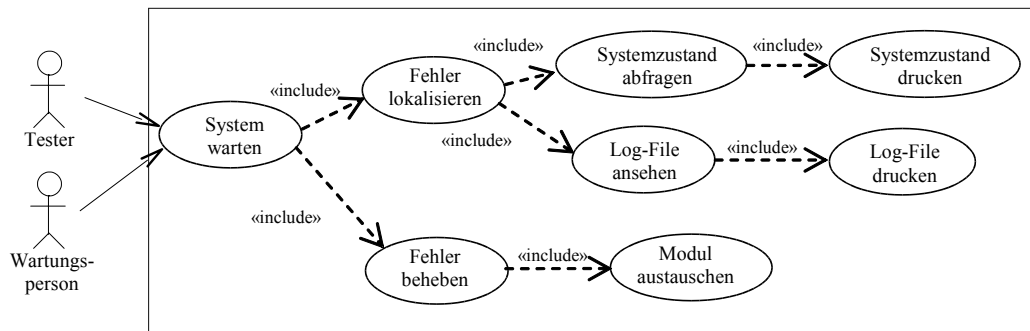 Tester
Wartungs-
person
System
warten
«include»
Fehler
lokalisieren
«include»
Systemzustand
abfragen
«include»
Systemzustand
drucken
«include»
Log-File
ansehen
«include»
Log-File
drucken
«include»
Fehler
beheben
«include»
Modul
austauschen